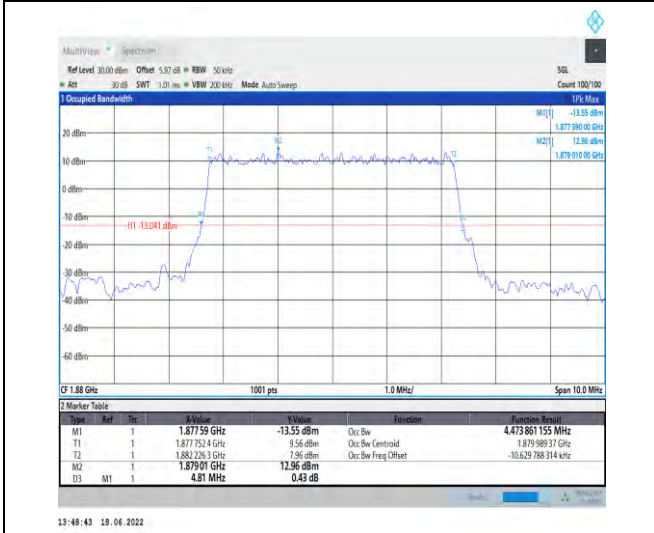 MultiView Spectrum
Ref Level 30.00 dBm Offset 5.97 dB RBW 50 kHz SGL
Att 30 dB SWT 1.01 ms VBW 200 kHz Mode Auto Sweep Count 100/100
1 Occupied Bandwidth 1Pk Max
M1[1] -13.55 dBm
1.877 590 00 GHz
M2[1] 12.96 dBm
1.879 010 00 GHz
20 dBm
M2
T1
T2
10 dBm
0 dBm
-10 dBm
M1
H1 -13.041 dBm
-20 dBm
-30 dBm
-40 dBm
-50 dBm
-60 dBm
CF 1.88 GHz 1001 pts 1.0 MHz/ Span 10.0 MHz
2 Marker Table
Type Ref Trc X-Value Y-Value Function Function Result
M1 1 1.87759 GHz -13.55 dBm Occ Bw 4.473 861 155 MHz
T1 1 1.877 752 4 GHz 9.56 dBm Occ Bw Centroid 1.879 989 37 GHz
T2 1 1.882 226 3 GHz 7.96 dBm Occ Bw Freq Offset -10.629 788 314 kHz
M2 1 1.87901 GHz 12.96 dBm
D3 M1 1 4.81 MHz 0.43 dB
13:48:43 18.06.2022